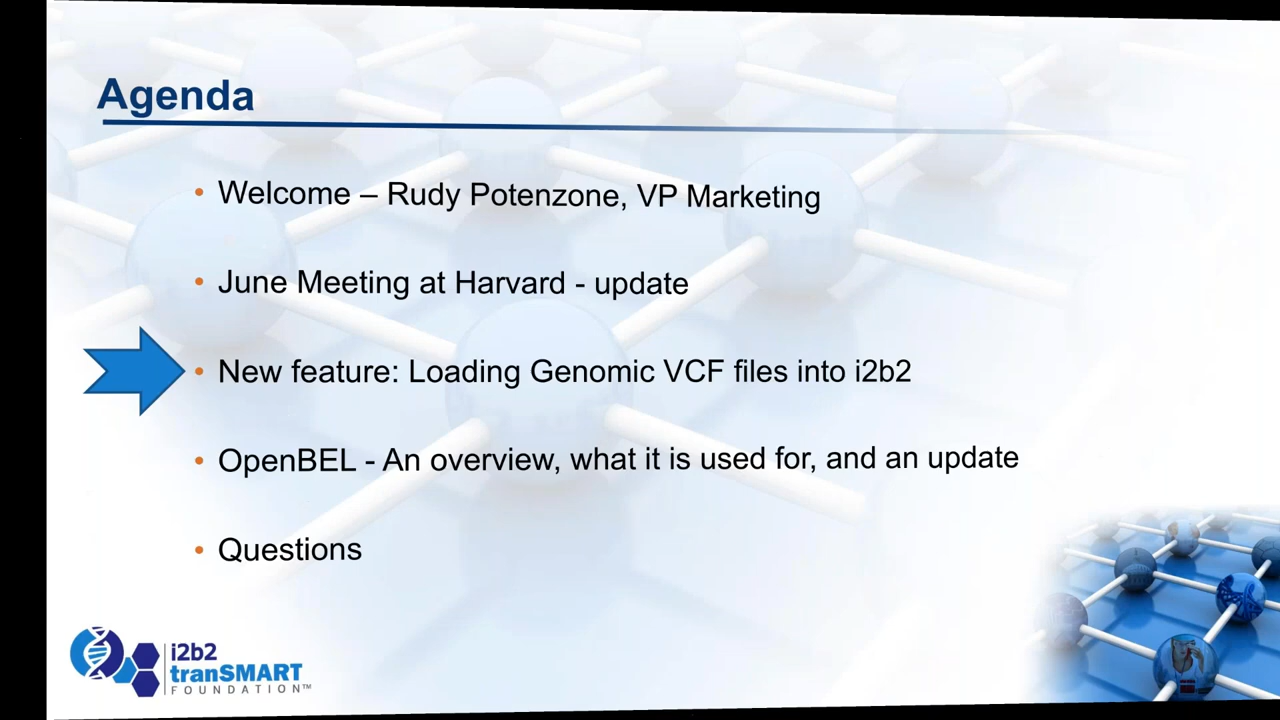 Agenda
• Welcome – Rudy Potenzone, VP Marketing
• June Meeting at Harvard - update
• New feature: Loading Genomic VCF files into i2b2
• OpenBEL - An overview, what it is used for, and an update
• Questions
i2b2
tranSMART
FOUNDATION™